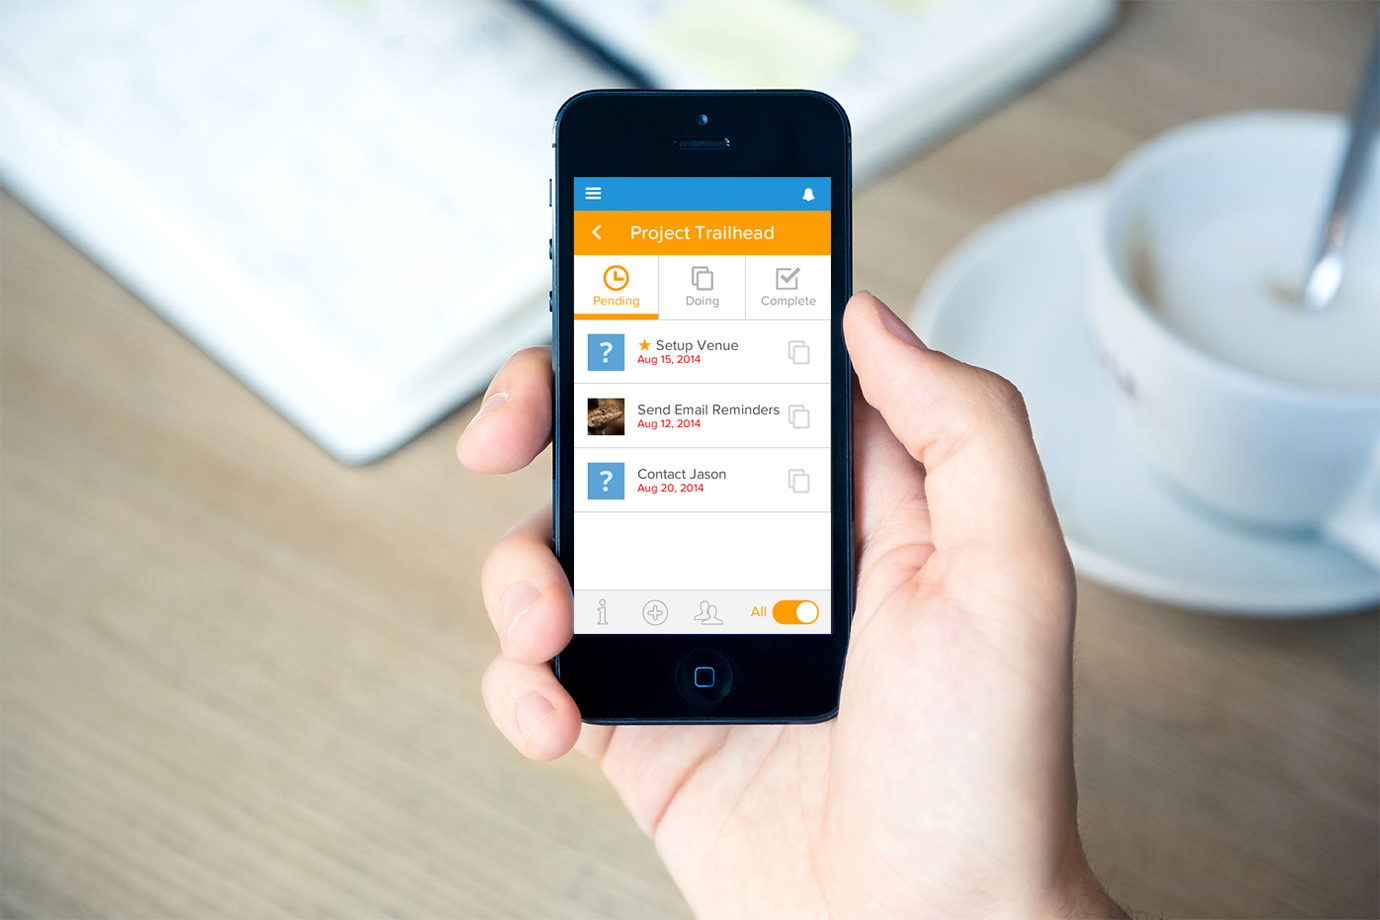 Project Trailhead
Pending
Doing
Complete
? ★ Setup Venue
Aug 15, 2014
Send Email Reminders
Aug 12, 2014
? Contact Jason
Aug 20, 2014
All